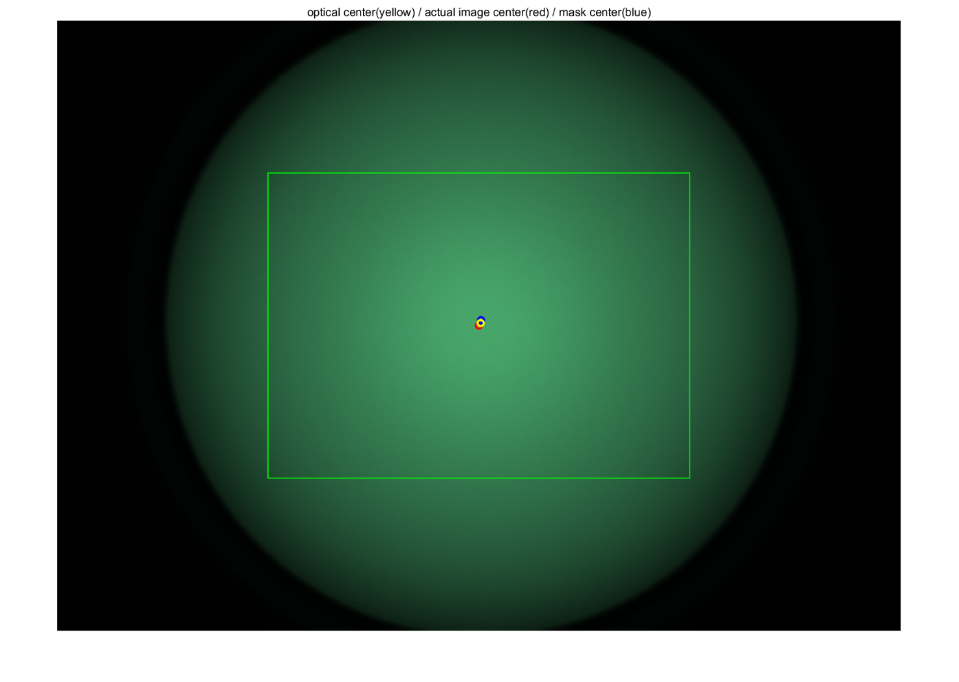 optical center(yellow) / actual image center(red) / mask center(blue)